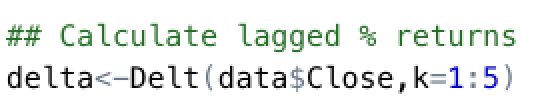 ## Calculate lagged % returns
delta<-Delt(data$Close,k=1:5)